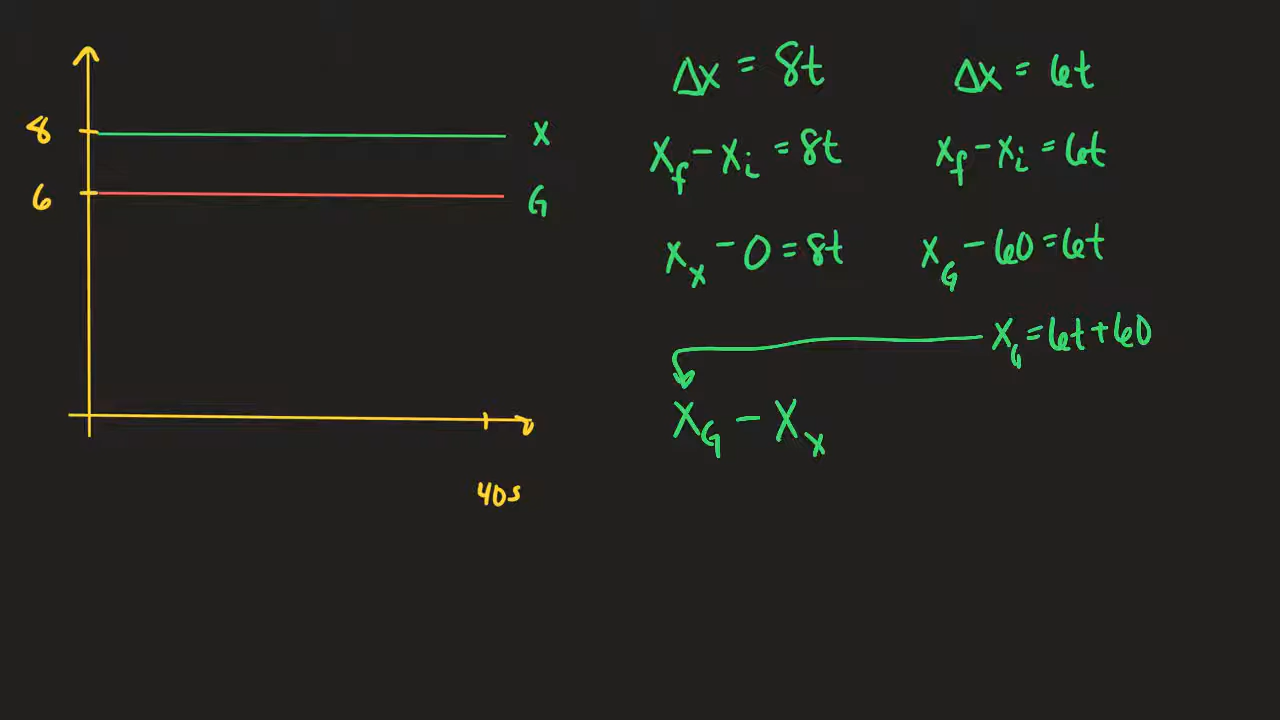 8
X
6
G
40s
Δx = 8t
x_f - x_i = 8t
x_x - 0 = 8t
Δx = 6t
x_f - x_i = 6t
x_G - 60 = 6t
x_G = 6t + 60
x_G - x_x